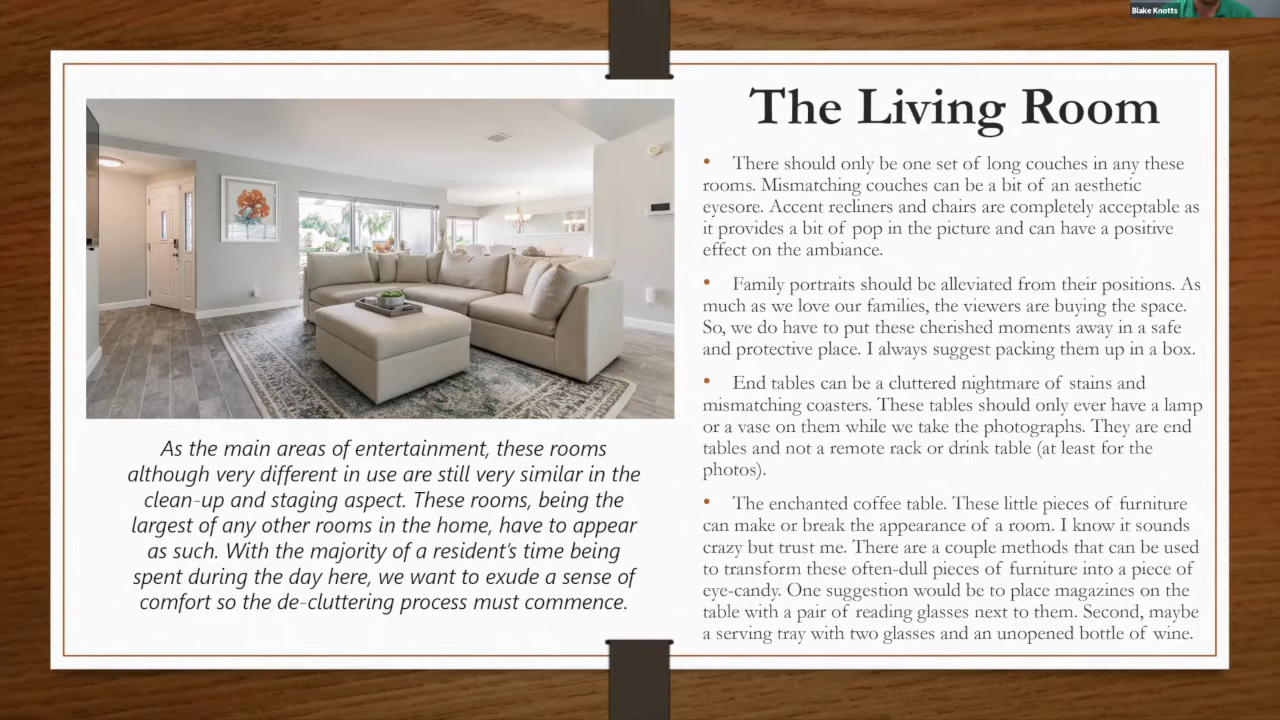 Blake Knotts
The Living Room
• There should only be one set of long couches in any these
rooms. Mismatching couches can be a bit of an aesthetic
eyesore. Accent recliners and chairs are completely acceptable as
it provides a bit of pop in the picture and can have a positive
effect on the ambiance.
• Family portraits should be alleviated from their positions. As
much as we love our families, the viewers are buying the space.
So, we do have to put these cherished moments away in a safe
and protective place. I always suggest packing them up in a box.
• End tables can be a cluttered nightmare of stains and
mismatching coasters. These tables should only ever have a lamp
or a vase on them while we take the photographs. They are end
tables and not a remote rack or drink table (at least for the
photos).
• The enchanted coffee table. These little pieces of furniture
can make or break the appearance of a room. I know it sounds
crazy but trust me. There are a couple methods that can be used
to transform these often-dull pieces of furniture into a piece of
eye-candy. One suggestion would be to place magazines on the
table with a pair of reading glasses next to them. Second, maybe
a serving tray with two glasses and an unopened bottle of wine.
As the main areas of entertainment, these rooms
although very different in use are still very similar in the
clean-up and staging aspect. These rooms, being the
largest of any other rooms in the home, have to appear
as such. With the majority of a resident's time being
spent during the day here, we want to exude a sense of
comfort so the de-cluttering process must commence.